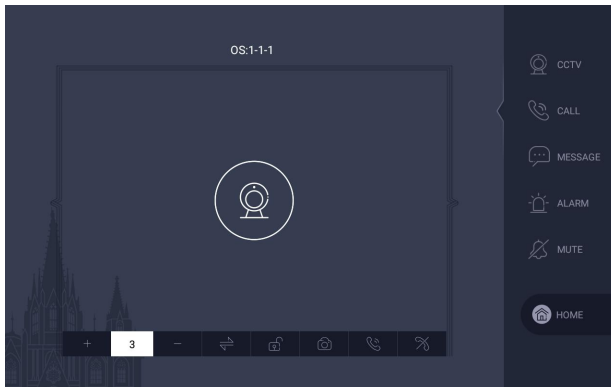 OS:1-1-1
CCTV
CALL
MESSAGE
ALARM
MUTE
HOME
+ 3 −